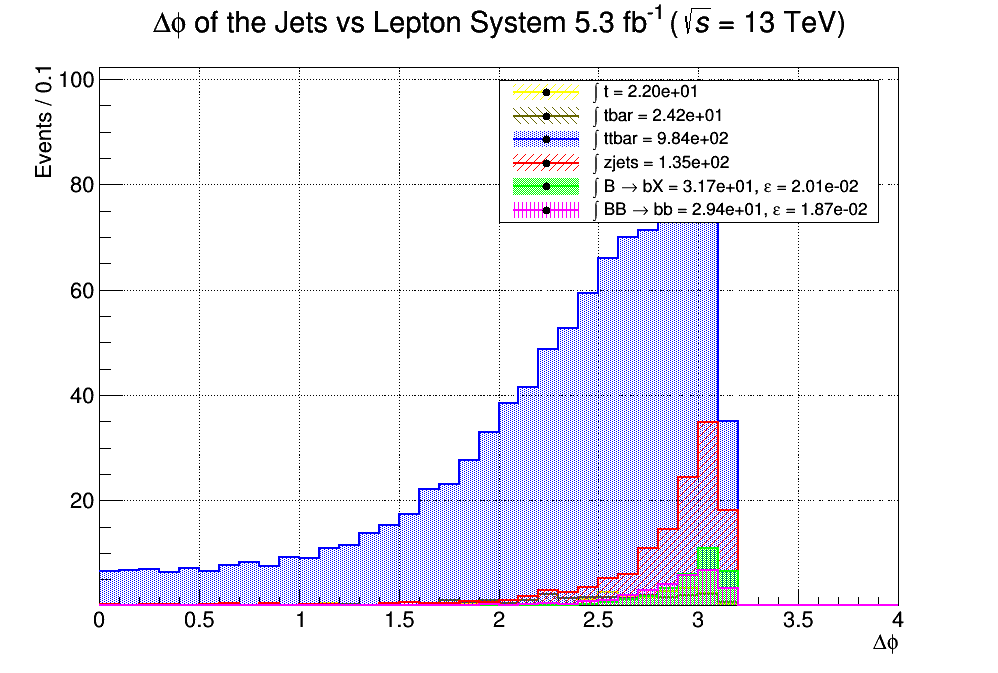 Δϕ of the Jets vs Lepton System 5.3 fb⁻¹ (√s = 13 TeV)
Events / 0.1
100
80
60
40
20
∫ t = 2.20e+01
∫ tbar = 2.42e+01
∫ ttbar = 9.84e+02
∫ zjets = 1.35e+02
∫ B → bX = 3.17e+01, ε = 2.01e-02
∫ BB → bb = 2.94e+01, ε = 1.87e-02
0 0.5 1 1.5 2 2.5 3 3.5 4
Δϕ